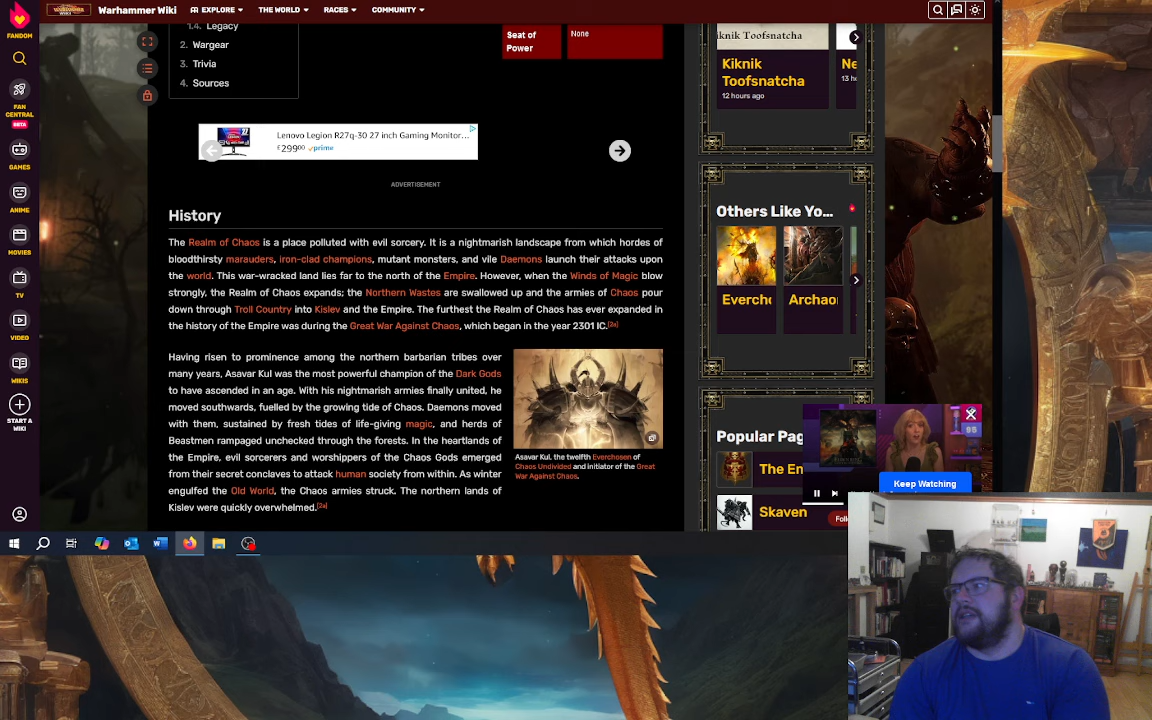 Warhammer Wiki
EXPLORE
THE WORLD
RACES
COMMUNITY
FANDOM
FAN
CENTRAL
BETA
GAMES
ANIME
MOVIES
TV
VIDEO
WIKIS
START A
WIKI
1.4. Legacy
2. Wargear
3. Trivia
4. Sources
Seat of
Power
None
Lenovo Legion R27q-30 27 inch Gaming Monitor...
£29900 prime
ADVERTISEMENT
History
The Realm of Chaos is a place polluted with evil sorcery. It is a nightmarish landscape from which hordes of
bloodthirsty marauders, iron-clad champions, mutant monsters, and vile Daemons launch their attacks upon
the world. This war-wracked land lies far to the north of the Empire. However, when the Winds of Magic blow
strongly, the Realm of Chaos expands; the Northern Wastes are swallowed up and the armies of Chaos pour
down through Troll Country into Kislev and the Empire. The furthest the Realm of Chaos has ever expanded in
the history of the Empire was during the Great War Against Chaos, which began in the year 2301 IC.[2a]
Having risen to prominence among the northern barbarian tribes over
many years, Asavar Kul was the most powerful champion of the Dark Gods
to have ascended in an age. With his nightmarish armies finally united, he
moved southwards, fuelled by the growing tide of Chaos. Daemons moved
with them, sustained by fresh tides of life-giving magic, and herds of
Beastmen rampaged unchecked through the forests. In the heartlands of
the Empire, evil sorcerers and worshippers of the Chaos Gods emerged
from their secret conclaves to attack human society from within. As winter
engulfed the Old World, the Chaos armies struck. The northern lands of
Kislev were quickly overwhelmed.[2a]
Asavar Kul, the twelfth Everchosen of
Chaos Undivided and initiator of the Great
War Against Chaos.
iknik Toofsnatcha
Kiknik
Toofsnatcha
12 hours ago
Ne
13 h
Others Like Yo...
Everch
Archao
Popular Pag
The En
Skaven
Keep Watching
Foll